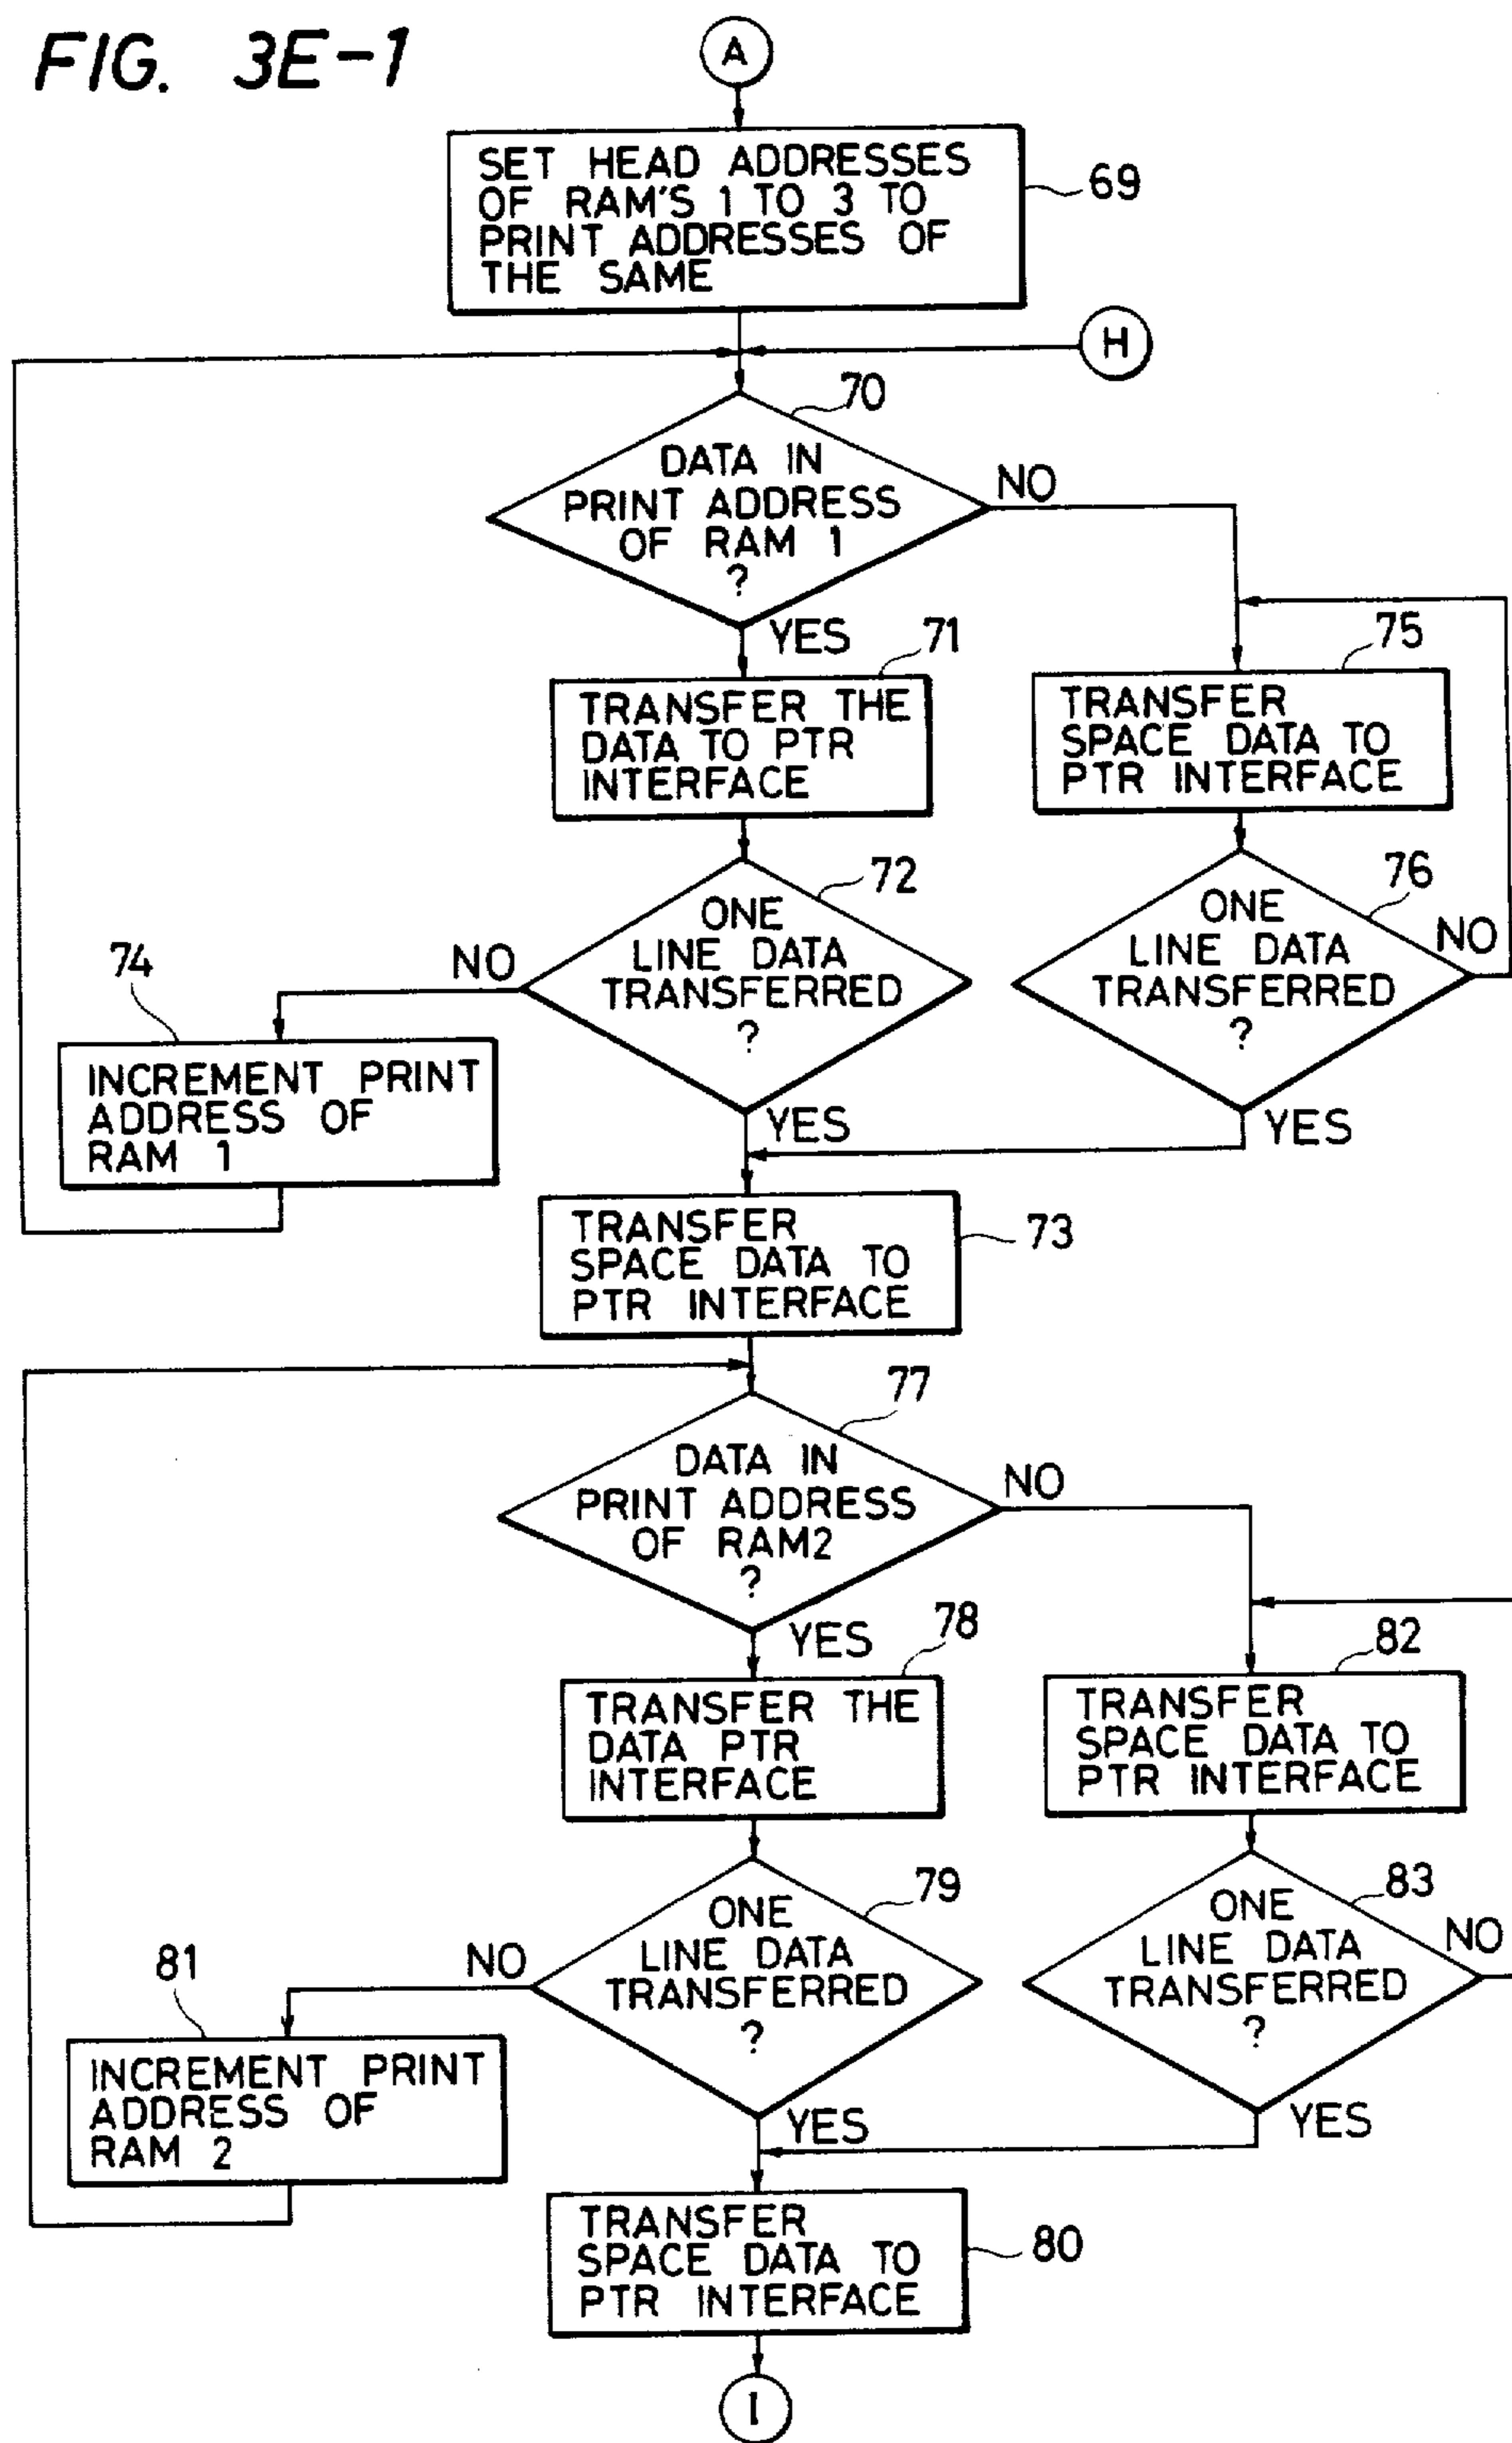 FIG. 3E-1
A
SET HEAD ADDRESSES
OF RAM'S 1 TO 3 TO
PRINT ADDRESSES OF
THE SAME
69
H
70
DATA IN
PRINT ADDRESS
OF RAM 1
?
NO
YES
71
TRANSFER THE
DATA TO PTR
INTERFACE
75
TRANSFER
SPACE DATA TO
PTR INTERFACE
72
ONE
LINE DATA
TRANSFERRED
?
NO
YES
76
ONE
LINE DATA
TRANSFERRED
?
NO
YES
74
INCREMENT PRINT
ADDRESS OF
RAM 1
TRANSFER
SPACE DATA TO
PTR INTERFACE
73
77
DATA IN
PRINT ADDRESS
OF RAM2
?
NO
YES
78
TRANSFER THE
DATA PTR
INTERFACE
82
TRANSFER
SPACE DATA TO
PTR INTERFACE
79
ONE
LINE DATA
TRANSFERRED
?
NO
YES
83
ONE
LINE DATA
TRANSFERRED
?
NO
YES
81
INCREMENT PRINT
ADDRESS OF
RAM 2
TRANSFER
SPACE DATA TO
PTR INTERFACE
80
I